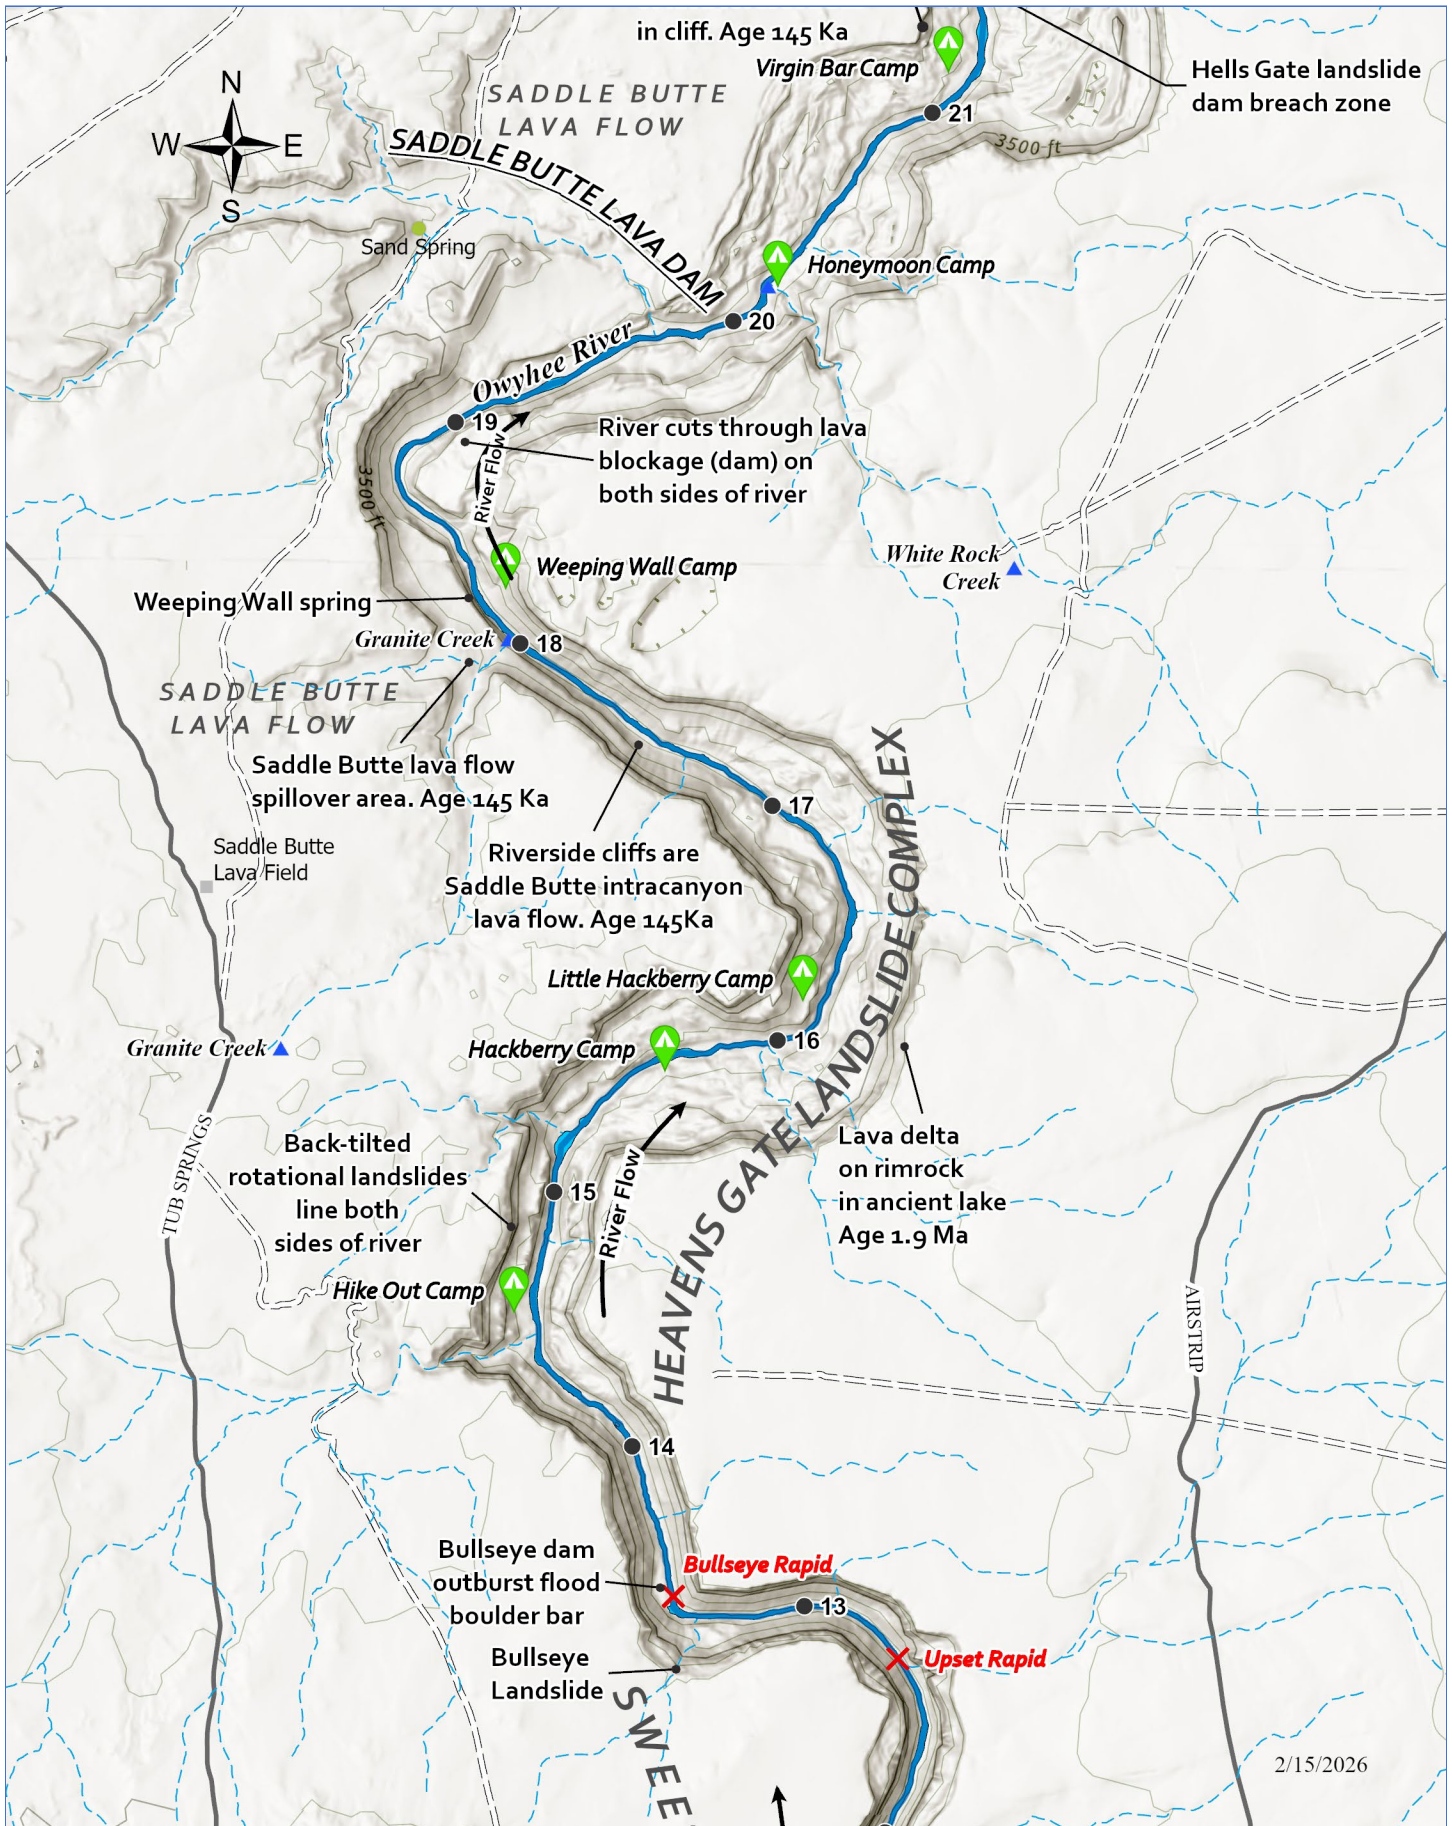 in cliff. Age 145 Ka
Virgin Bar Camp
Hells Gate landslide
dam breach zone
N
W E
S
SADDLE BUTTE
LAVA FLOW
21
3500 ft
SADDLE BUTTE LAVA DAM
Sand Spring
Honeymoon Camp
20
Owyhee River
19
River Flow
River cuts through lava
blockage (dam) on
both sides of river
3500 ft
White Rock
Creek
Weeping Wall Camp
Weeping Wall spring
Granite Creek
18
SADDLE BUTTE
LAVA FLOW
Saddle Butte lava flow
spillover area. Age 145 Ka
17
Saddle Butte
Lava Field
Riverside cliffs are
Saddle Butte intracanyon
lava flow. Age 145Ka
HEAVENS GATE LANDSLIDE COMPLEX
Little Hackberry Camp
16
Hackberry Camp
Granite Creek
Lava delta
on rimrock
in ancient lake
Age 1.9 Ma
TUB SPRINGS
Back-tilted
rotational landslides
line both
sides of river
15
River Flow
Hike Out Camp
AIRSTRIP
14
Bullseye dam
outburst flood
boulder bar
Bullseye Rapid
13
Bullseye
Landslide
Upset Rapid
SWEE
2/15/2026